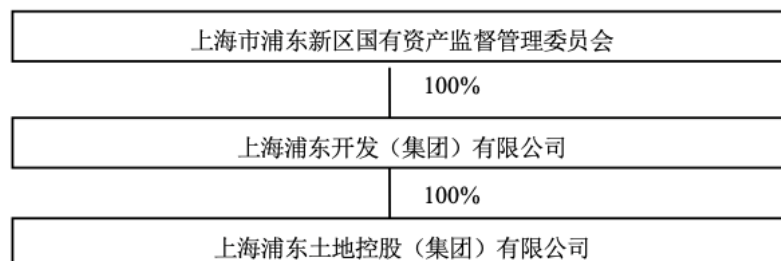 上海市浦东新区国有资产监督管理委员会
100%
上海浦东开发（集团）有限公司
100%
上海浦东土地控股（集团）有限公司